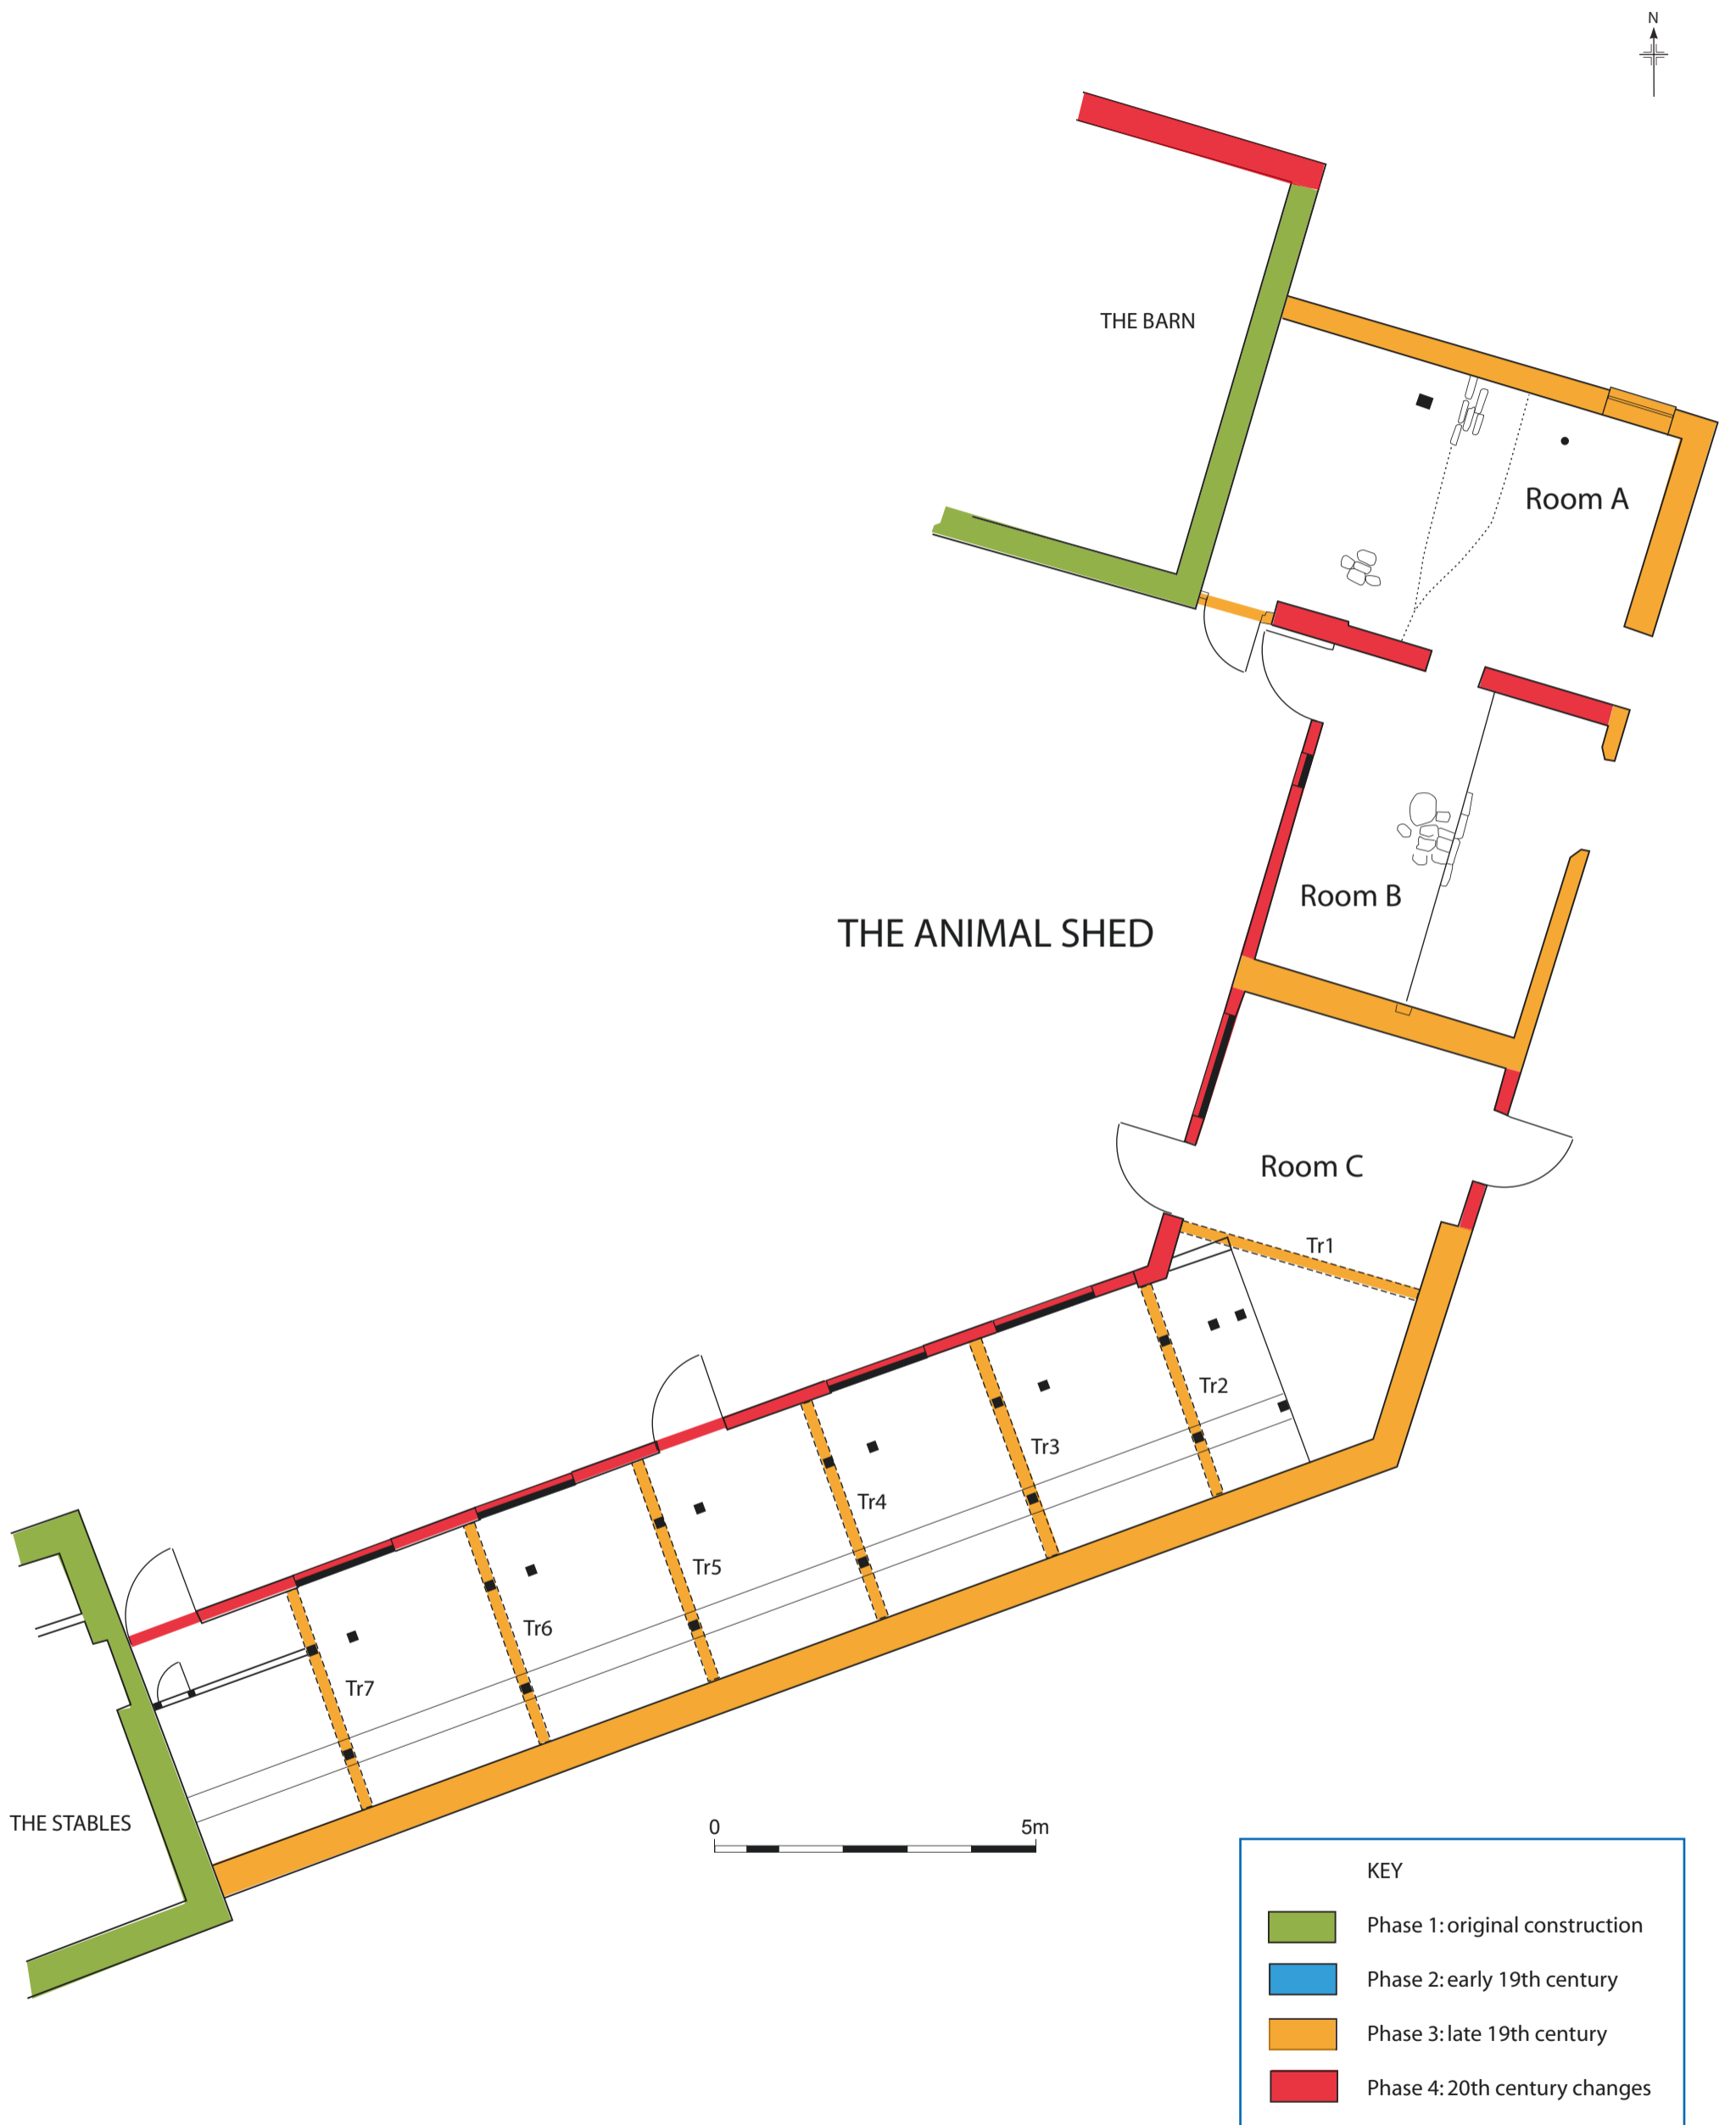 N
THE BARN
Room A
Room B
THE ANIMAL SHED
Room C
Tr1
Tr2
Tr3
Tr4
Tr5
Tr6
Tr7
THE STABLES
0 5m
KEY
Phase 1: original construction
Phase 2: early 19th century
Phase 3: late 19th century
Phase 4: 20th century changes